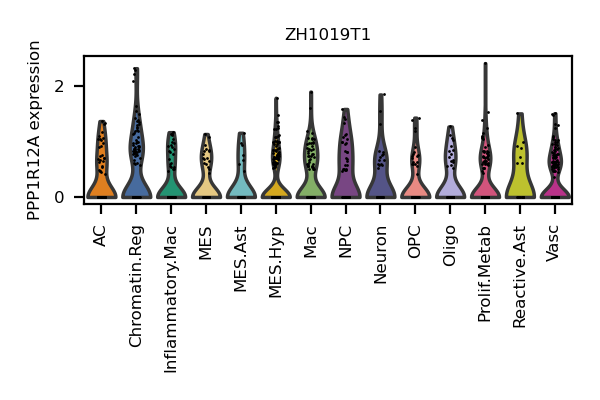 ZH1019T1
PPP1R12A expression
2
0
AC
Chromatin.Reg
Inflammatory.Mac
MES
MES.Ast
MES.Hyp
Mac
NPC
Neuron
OPC
Oligo
Prolif.Metab
Reactive.Ast
Vasc